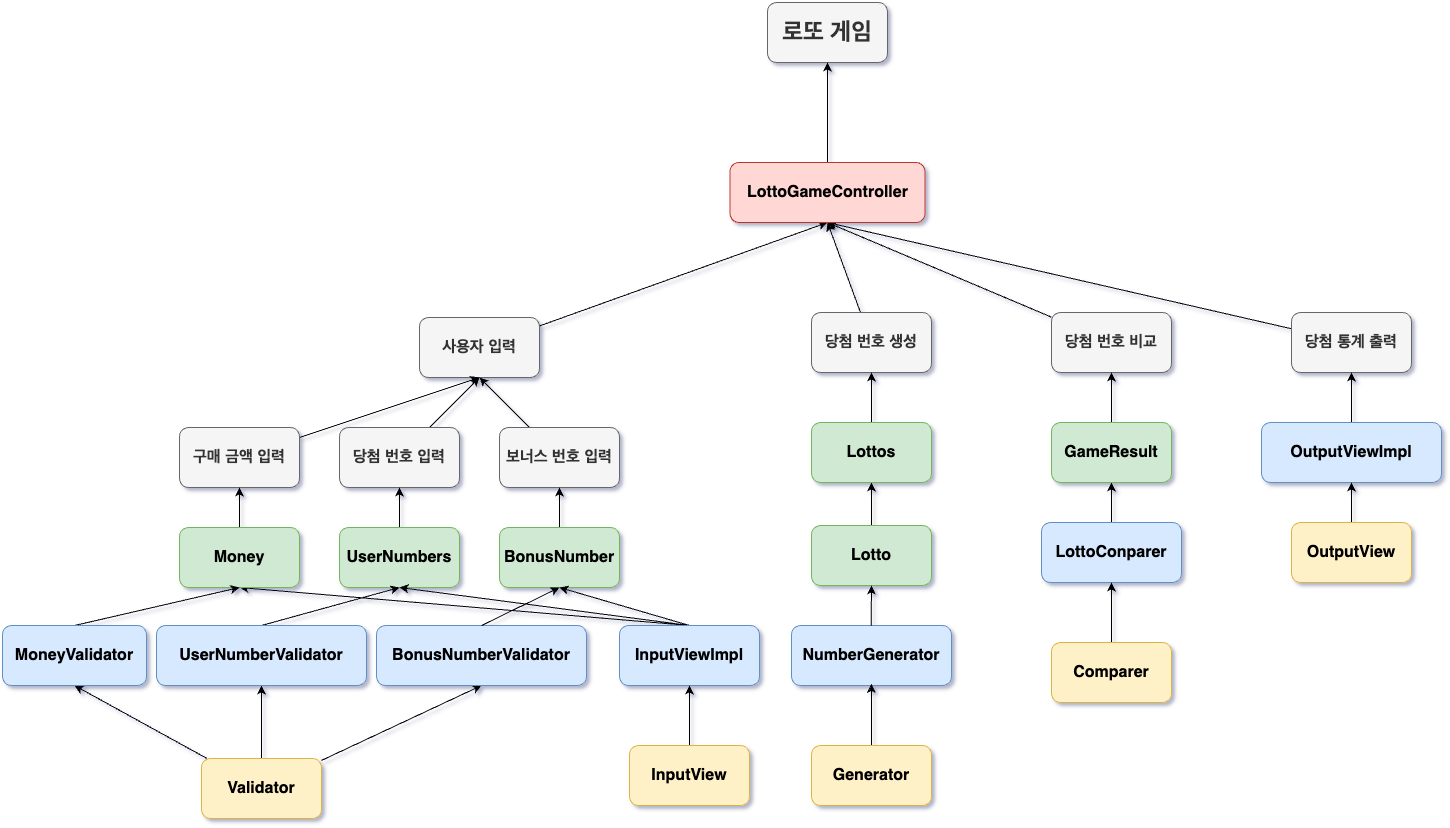 로또 게임
LottoGameController
사용자 입력
당첨 번호 생성
당첨 번호 비교
당첨 통계 출력
구매 금액 입력
당첨 번호 입력
보너스 번호 입력
Lottos
GameResult
OutputViewImpl
Money
UserNumbers
BonusNumber
Lotto
LottoConparer
OutputView
MoneyValidator
UserNumberValidator
BonusNumberValidator
InputViewImpl
NumberGenerator
Comparer
Validator
InputView
Generator